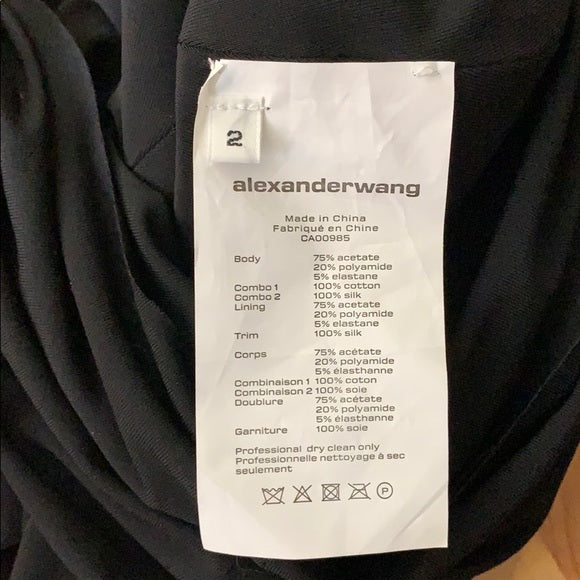 2
alexanderwang
Made in China
Fabriqué en Chine
CA00985
Body 75% acetate
20% polyamide
5% elastane
Combo 1 100% cotton
Combo 2 100% silk
Lining 75% acetate
20% polyamide
5% elastane
Trim 100% silk
Corps 75% acétate
20% polyamide
5% élasthanne
Combinaison 1 100% coton
Combinaison 2 100% soie
Doublure 75% acétate
20% polyamide
5% élasthanne
Garniture 100% soie
Professional dry clean only
Professionnelle nettoyage à sec
seulement
P